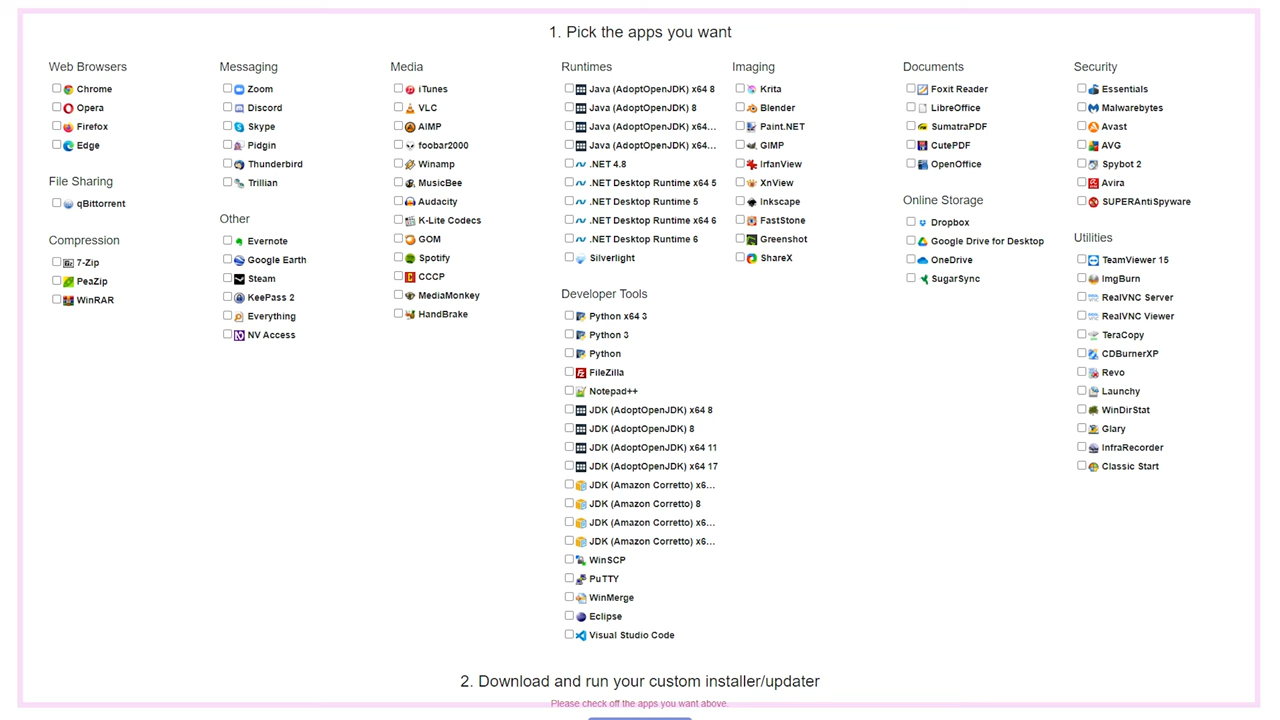 1. Pick the apps you want
Web Browsers
Chrome
Opera
Firefox
Edge
File Sharing
qBittorrent
Compression
7-Zip
PeaZip
WinRAR
Messaging
Zoom
Discord
Skype
Pidgin
Thunderbird
Trillian
Other
Evernote
Google Earth
Steam
KeePass 2
Everything
NV Access
Media
iTunes
VLC
AIMP
foobar2000
Winamp
MusicBee
Audacity
K-Lite Codecs
GOM
Spotify
CCCP
MediaMonkey
HandBrake
Runtimes
Java (AdoptOpenJDK) x64 8
Java (AdoptOpenJDK) 8
Java (AdoptOpenJDK) x64...
Java (AdoptOpenJDK) x64...
.NET 4.8
.NET Desktop Runtime x64 5
.NET Desktop Runtime 5
.NET Desktop Runtime x64 6
.NET Desktop Runtime 6
Silverlight
Developer Tools
Python x64 3
Python 3
Python
FileZilla
Notepad++
JDK (AdoptOpenJDK) x64 8
JDK (AdoptOpenJDK) 8
JDK (AdoptOpenJDK) x64 11
JDK (AdoptOpenJDK) x64 17
JDK (Amazon Corretto) x6...
JDK (Amazon Corretto) 8
JDK (Amazon Corretto) x6...
JDK (Amazon Corretto) x6...
WinSCP
PuTTY
WinMerge
Eclipse
Visual Studio Code
Imaging
Krita
Blender
Paint.NET
GIMP
IrfanView
XnView
Inkscape
FastStone
Greenshot
ShareX
Documents
Foxit Reader
LibreOffice
SumatraPDF
CutePDF
OpenOffice
Online Storage
Dropbox
Google Drive for Desktop
OneDrive
SugarSync
Security
Essentials
Malwarebytes
Avast
AVG
Spybot 2
Avira
SUPERAntiSpyware
Utilities
TeamViewer 15
ImgBurn
RealVNC Server
RealVNC Viewer
TeraCopy
CDBurnerXP
Revo
Launchy
WinDirStat
Glary
InfraRecorder
Classic Start
2. Download and run your custom installer/updater
Please check off the apps you want above.